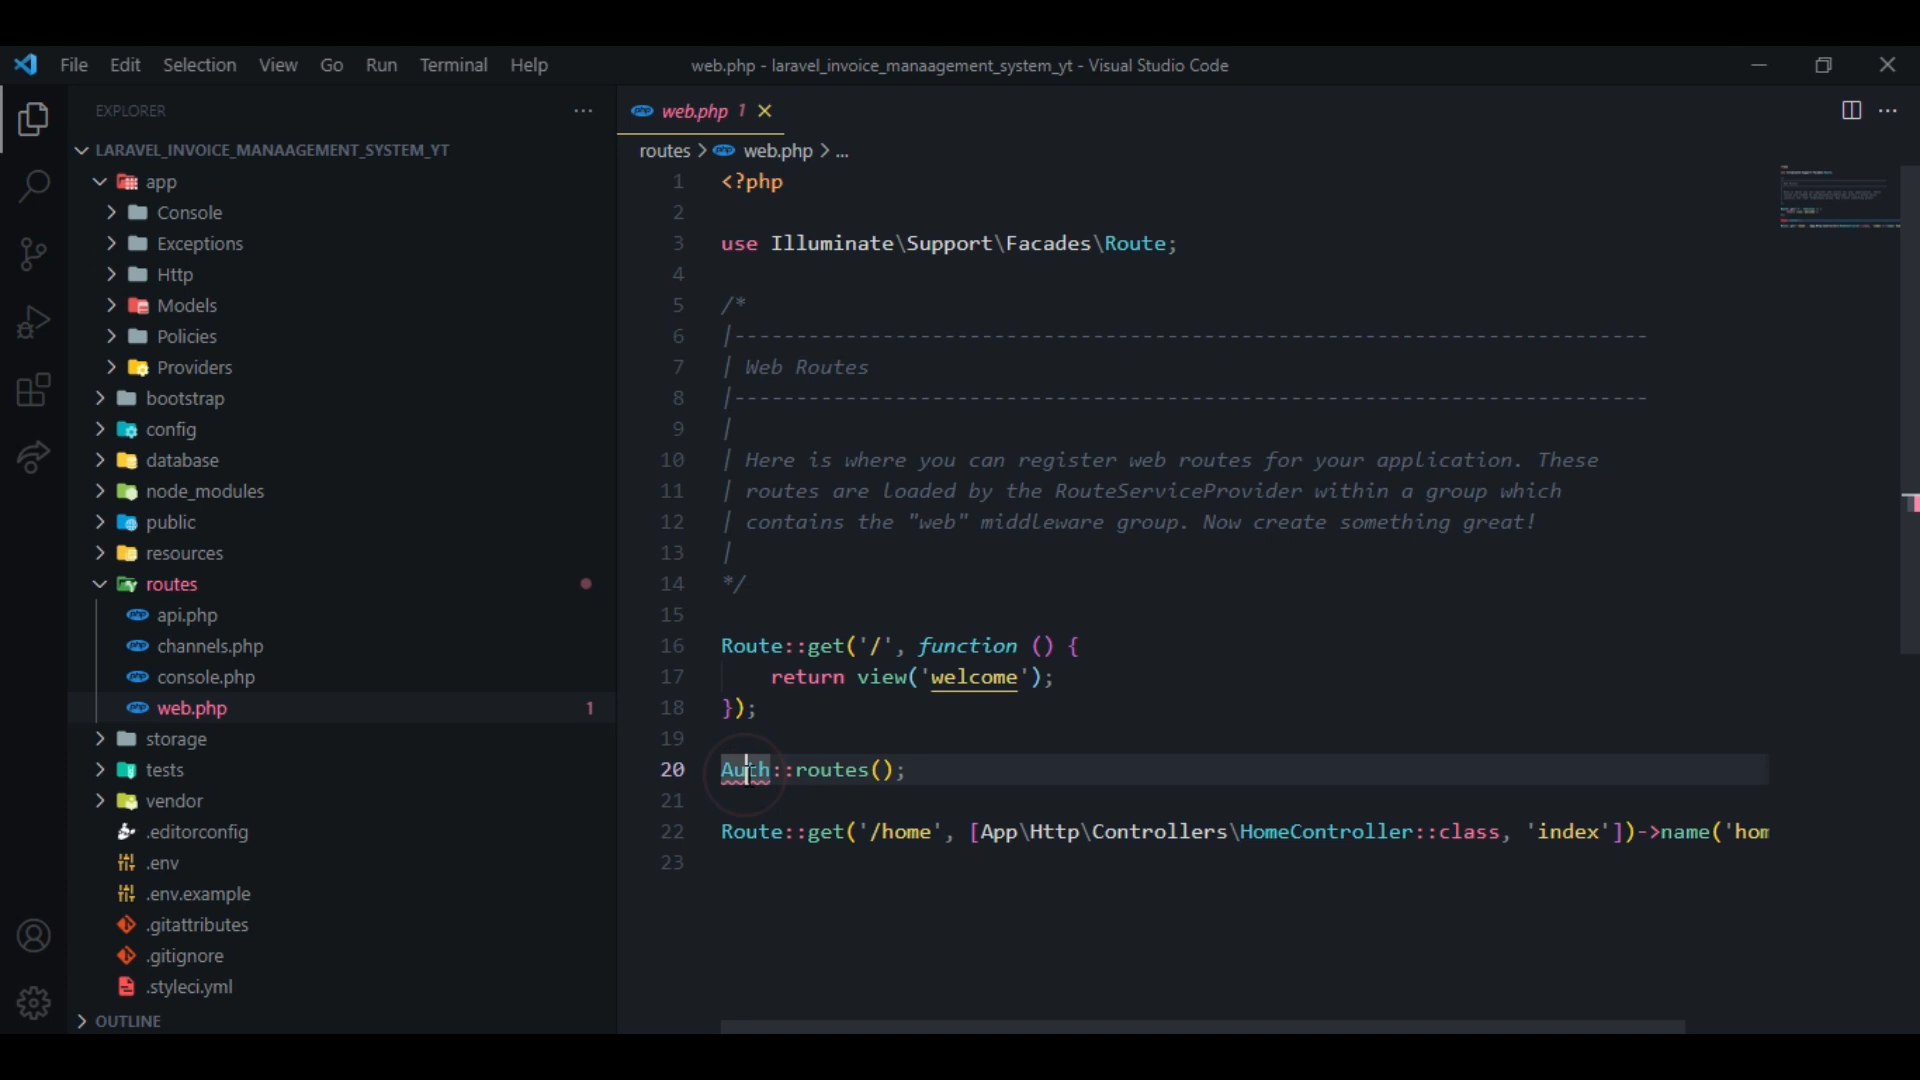 File Edit Selection View Go Run Terminal Help
web.php - laravel_invoice_manaagement_system_yt - Visual Studio Code
EXPLORER
LARAVEL_INVOICE_MANAAGEMENT_SYSTEM_YT
app
Console
Exceptions
Http
Models
Policies
Providers
bootstrap
config
database
node_modules
public
resources
routes
api.php
channels.php
console.php
web.php 1
storage
tests
vendor
.editorconfig
.env
.env.example
.gitattributes
.gitignore
.styleci.yml
OUTLINE
php web.php 1
routes > php web.php > ...
1 <?php
2
3 use Illuminate\Support\Facades\Route;
4
5 /*
6 |--------------------------------------------------------------------------
7 | Web Routes
8 |--------------------------------------------------------------------------
9 |
10 | Here is where you can register web routes for your application. These
11 | routes are loaded by the RouteServiceProvider within a group which
12 | contains the "web" middleware group. Now create something great!
13 |
14 */
15
16 Route::get('/', function () {
17 return view('welcome');
18 });
19
20 Auth::routes();
21
22 Route::get('/home', [App\Http\Controllers\HomeController::class, 'index'])->name('hom
23